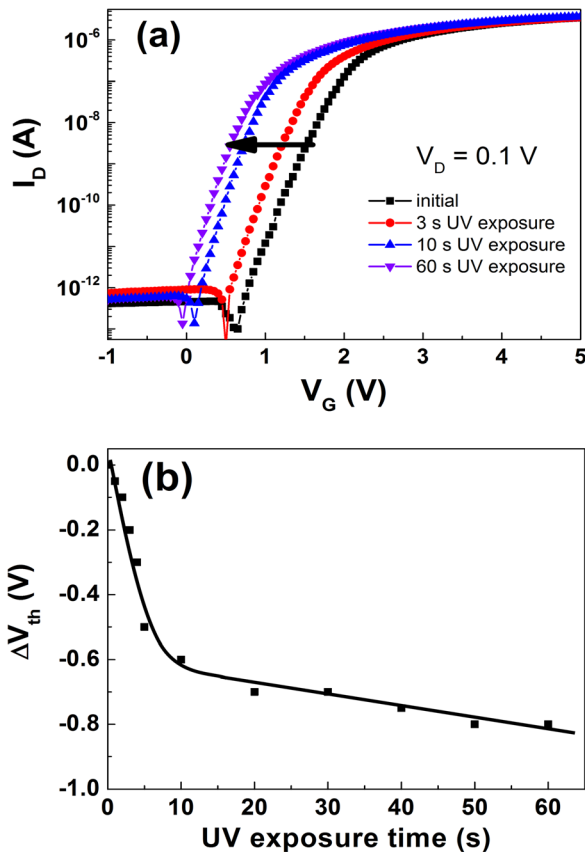 (a)
10⁻⁶
10⁻⁸
10⁻¹⁰
10⁻¹²
I_D (A)
V_D = 0.1 V
initial
3 s UV exposure
10 s UV exposure
60 s UV exposure
-1 0 1 2 3 4 5
V_G (V)
(b)
0.0
-0.2
-0.4
-0.6
-0.8
-1.0
ΔV_th (V)
0 10 20 30 40 50 60
UV exposure time (s)